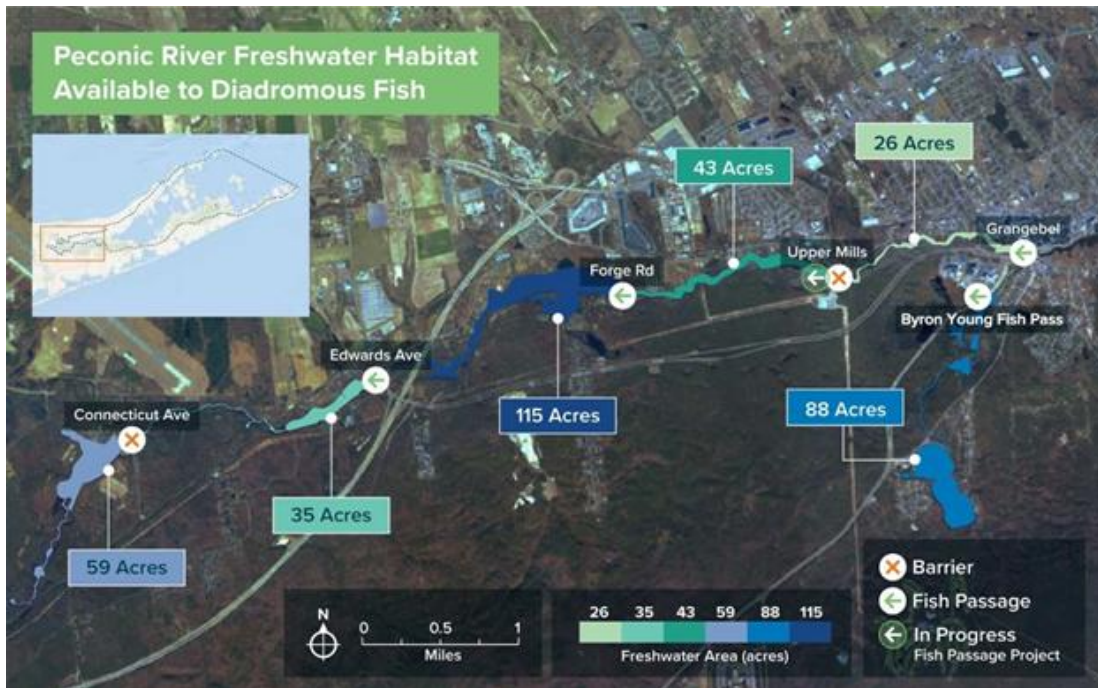 Peconic River Freshwater Habitat
Available to Diadromous Fish
26 Acres
43 Acres
Grangebel
Upper Mills
Forge Rd
Byron Young Fish Pass
Edwards Ave
Connecticut Ave
115 Acres
88 Acres
35 Acres
59 Acres
N
0 0.5 1
Miles
26 35 43 59 88 115
Freshwater Area (acres)
Barrier
Fish Passage
In Progress
Fish Passage Project